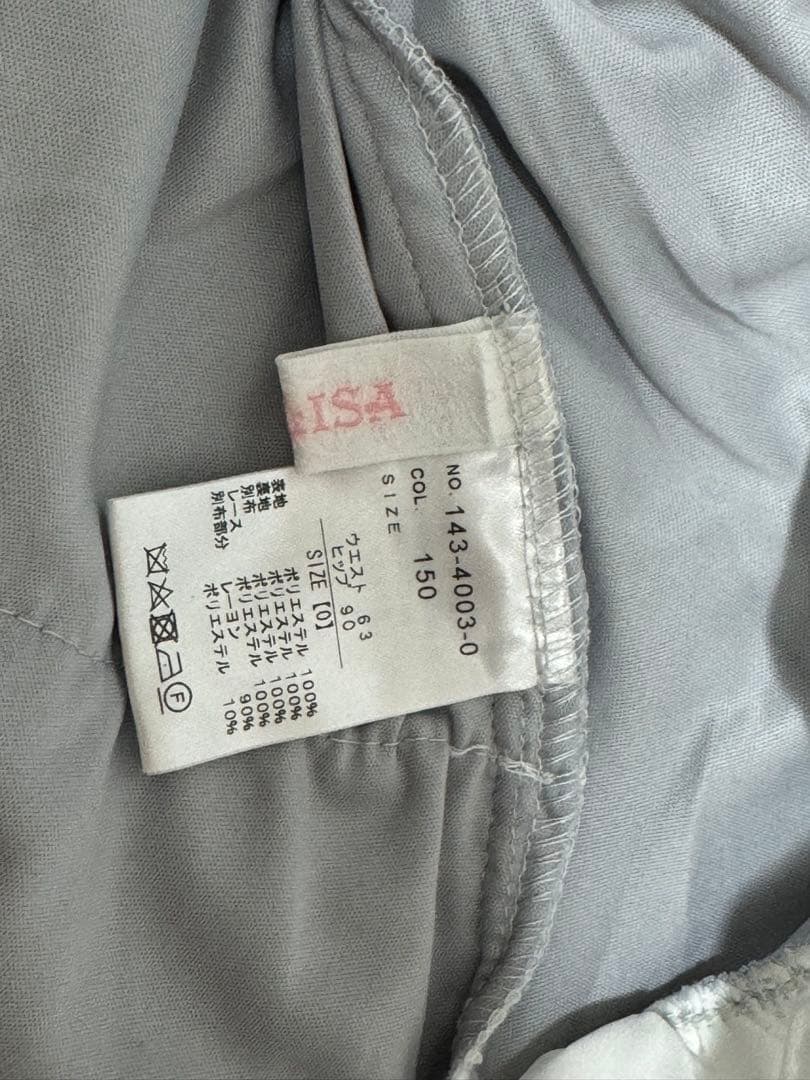 ISA
NO. 143-4003-0
COL. 150
SIZE
ウエスト 63
ヒップ 90
SIZE [0]
表地 ポリエステル 100%
裏地 ポリエステル 100%
別布 ポリエステル 100%
レース レーヨン 90%
別布部分 ポリエステル 10%
F